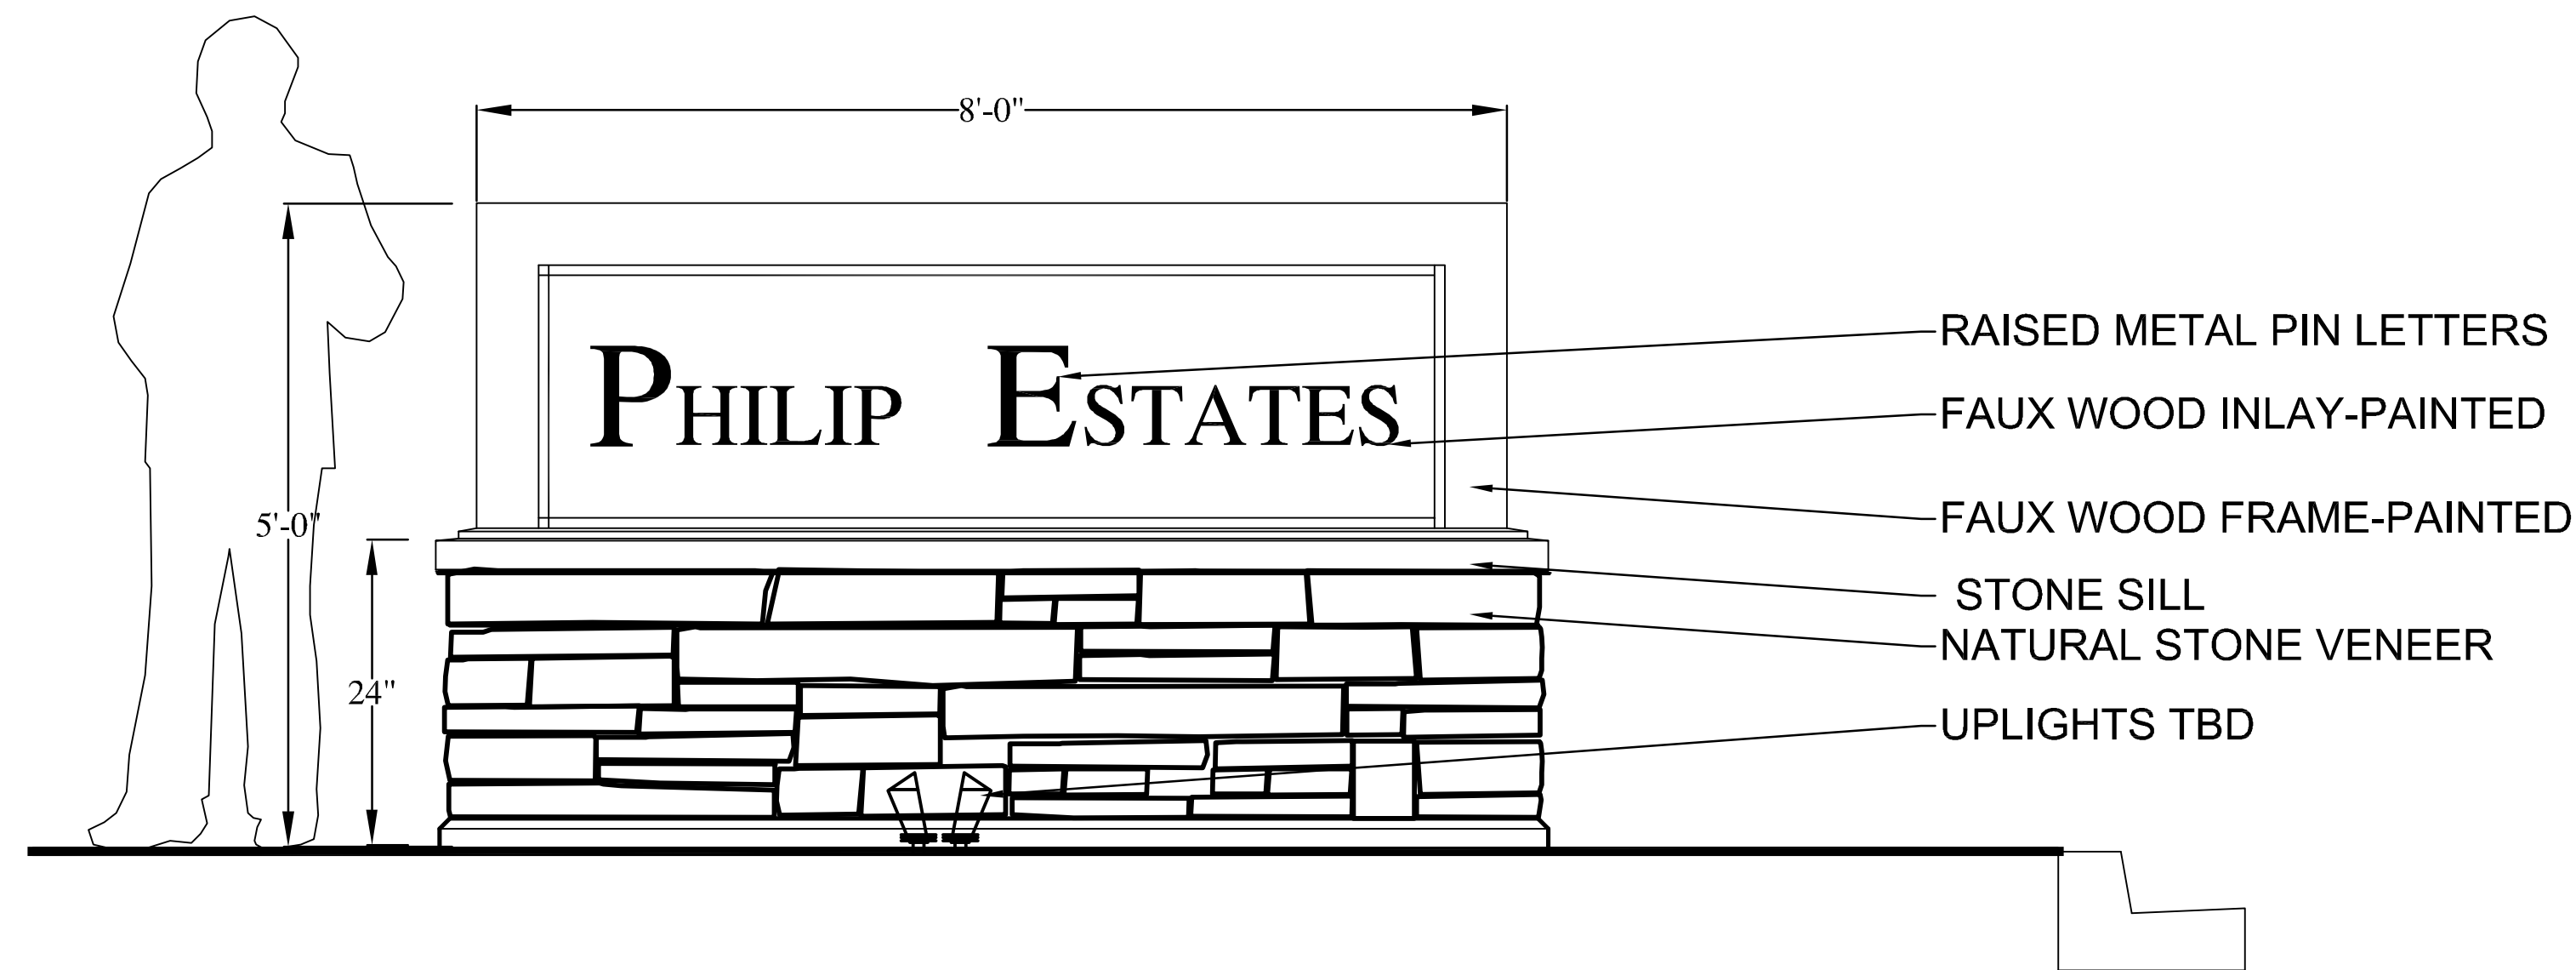 8'-0"
RAISED METAL PIN LETTERS
PHILIP ESTATES
FAUX WOOD INLAY-PAINTED
FAUX WOOD FRAME-PAINTED
5'-0"
STONE SILL
NATURAL STONE VENEER
24"
UPLIGHTS TBD